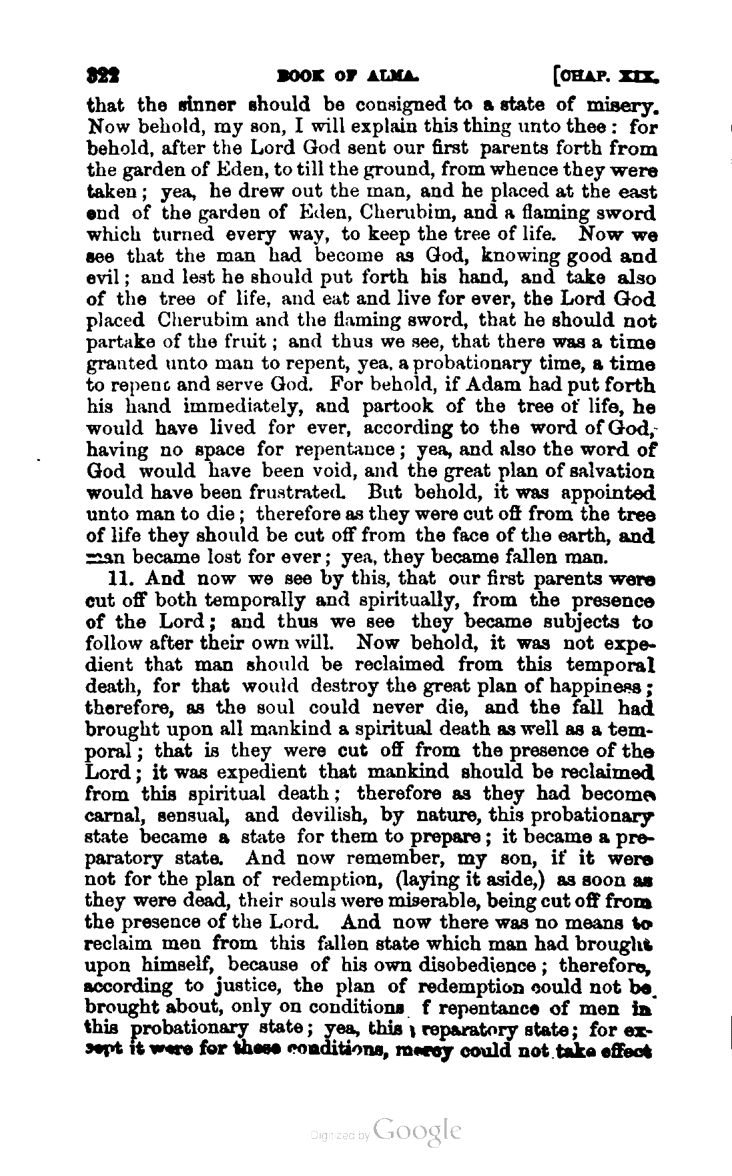 322 BOOK OF ALMA. [CHAP. XIX.
that the sinner should be consigned to a state of misery.
Now behold, my son, I will explain this thing unto thee: for
behold, after the Lord God sent our first parents forth from
the garden of Eden, to till the ground, from whence they were
taken; yea, he drew out the man, and he placed at the east
end of the garden of Eden, Cherubim, and a flaming sword
which turned every way, to keep the tree of life. Now we
see that the man had become as God, knowing good and
evil; and lest he should put forth his hand, and take also
of the tree of life, and eat and live for ever, the Lord God
placed Cherubim and the flaming sword, that he should not
partake of the fruit; and thus we see, that there was a time
granted unto man to repent, yea, a probationary time, a time
to repent and serve God. For behold, if Adam had put forth
his hand immediately, and partook of the tree of life, he
would have lived for ever, according to the word of God,
having no space for repentance; yea, and also the word of
God would have been void, and the great plan of salvation
would have been frustrated. But behold, it was appointed
unto man to die; therefore as they were cut off from the tree
of life they should be cut off from the face of the earth, and
man became lost for ever; yea, they became fallen man.
11. And now we see by this, that our first parents were
cut off both temporally and spiritually, from the presence
of the Lord; and thus we see they became subjects to
follow after their own will. Now behold, it was not expe-
dient that man should be reclaimed from this temporal
death, for that would destroy the great plan of happiness;
therefore, as the soul could never die, and the fall had
brought upon all mankind a spiritual death as well as a tem-
poral; that is they were cut off from the presence of the
Lord; it was expedient that mankind should be reclaimed
from this spiritual death; therefore as they had become
carnal, sensual, and devilish, by nature, this probationary
state became a state for them to prepare; it became a pre-
paratory state. And now remember, my son, if it were
not for the plan of redemption, (laying it aside,) as soon as
they were dead, their souls were miserable, being cut off from
the presence of the Lord. And now there was no means to
reclaim men from this fallen state which man had brought
upon himself, because of his own disobedience; therefore,
according to justice, the plan of redemption could not be
brought about, only on conditions f repentance of men in
this probationary state; yea, this reparatory state; for ex-
cept it were for these conditions, mercy could not take effect
Digitized by Google